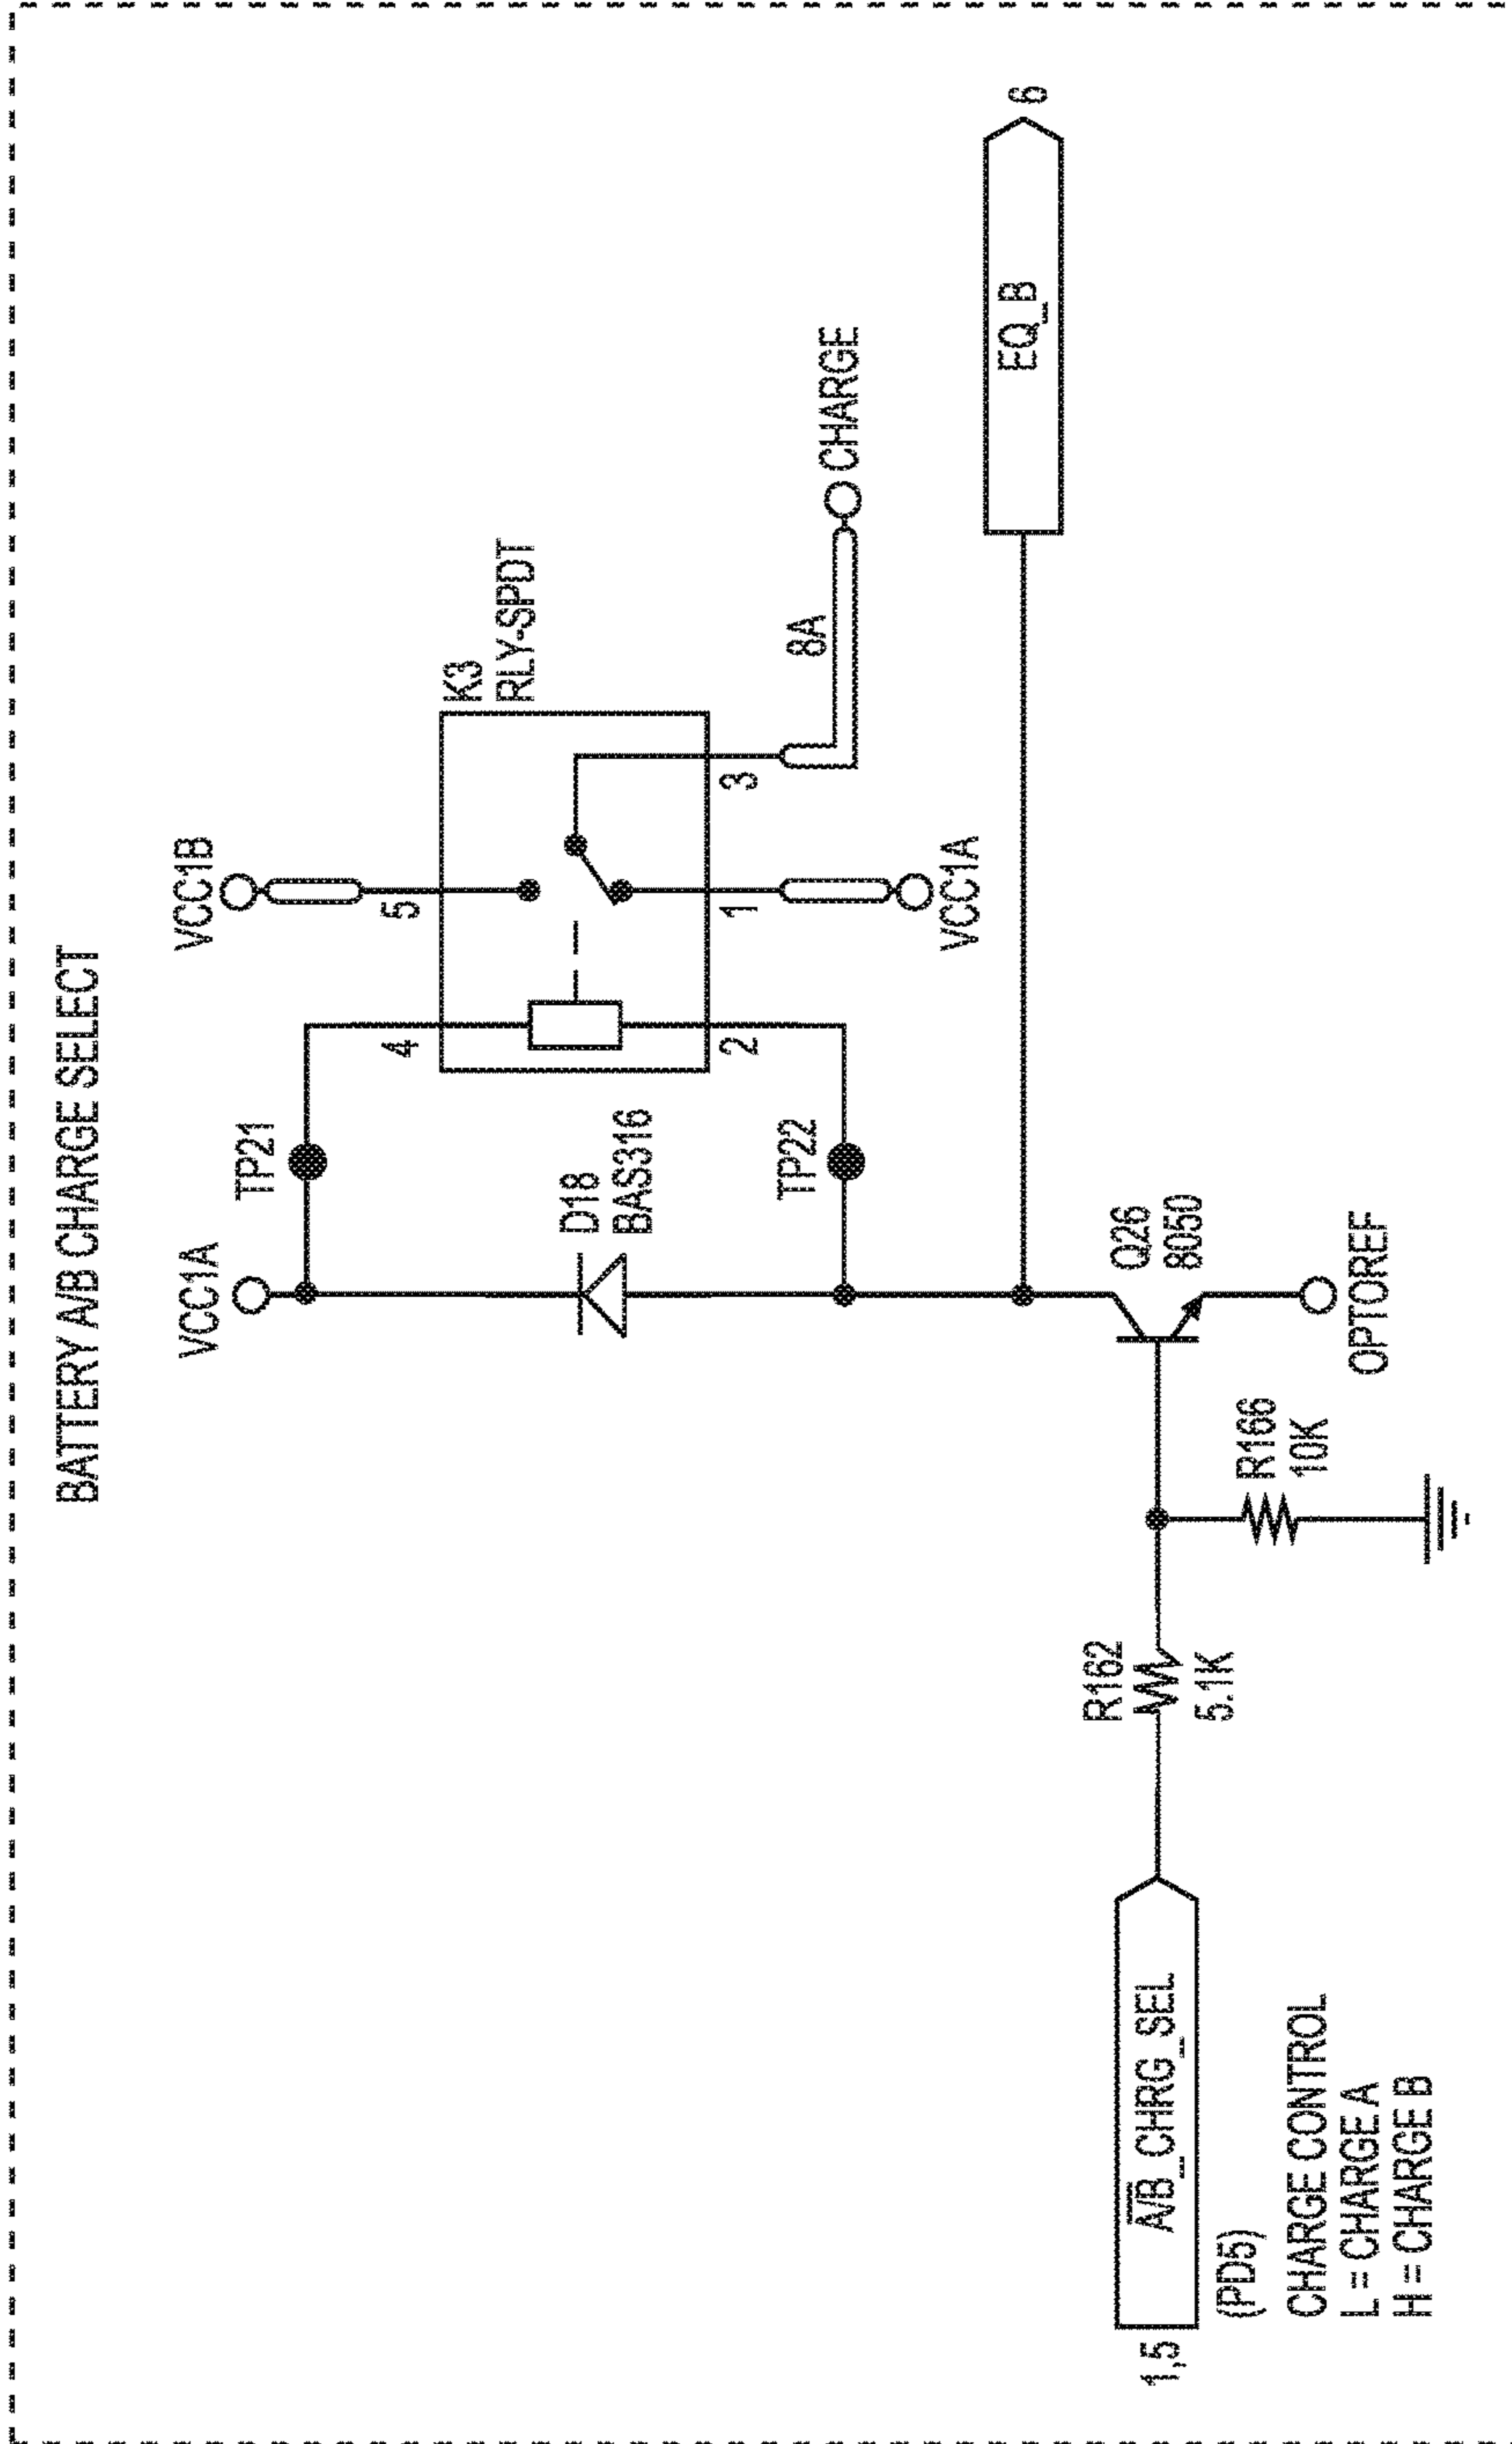 BATTERY A/B CHARGE SELECT
VCC1A
TP21
VCC1B
4
5
K3
RLY-SPDT
D18
BAS316
2
1
3
TP22
8A
CHARGE
VCC1A
EQ_B
6
Q26
8050
OPTOREF
R162
5.1K
R166
10K
1,5
A/B_CHRG_SEL
(PD5)
CHARGE CONTROL
L = CHARGE A
H = CHARGE B